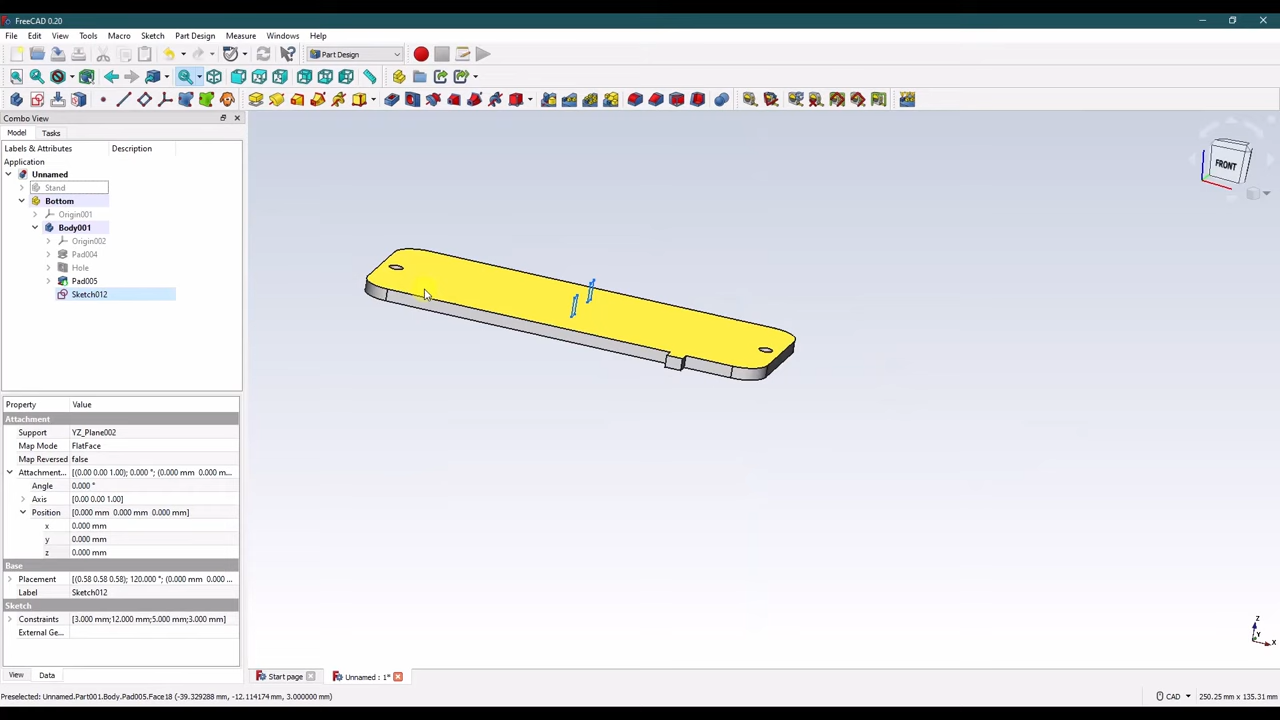 FreeCAD 0.20
File Edit View Tools Macro Sketch Part Design Measure Windows Help
Part Design
Combo View
Model Tasks
Labels & Attributes Description
Application
Unnamed
Stand
Bottom
Origin001
Body001
Origin002
Pad004
Hole
Pad005
Sketch012
FRONT
Property Value
Attachment
Support YZ_Plane002
Map Mode FlatFace
Map Reversed false
Attachment... [(0.00 0.00 1.00); 0.000 °; (0.000 mm 0.000 m...
Angle 0.000 °
Axis [0.00 0.00 1.00]
Position [0.000 mm 0.000 mm 0.000 mm]
x 0.000 mm
y 0.000 mm
z 0.000 mm
Base
Placement [(0.58 0.58 0.58); 120.000 °; (0.000 mm 0.000 ...
Label Sketch012
Sketch
Constraints [3.000 mm;12.000 mm;5.000 mm;3.000 mm]
External Ge...
Z
Y
X
View Data
Start page Unnamed : 1*
Preselected: Unnamed.Part001.Body.Pad005.Face18 (-39.329288 mm, -12.114174 mm, 3.000000 mm)
CAD 250.25 mm x 135.31 mm